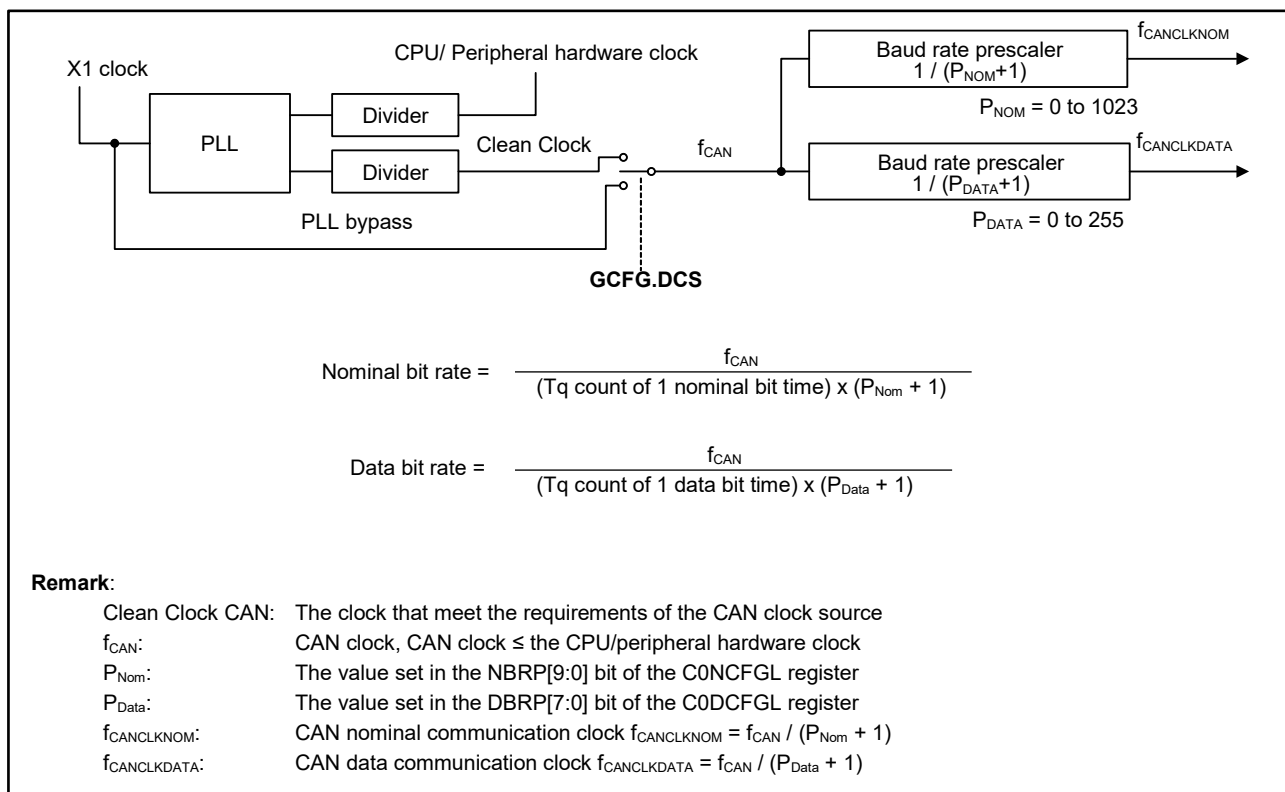 X1 clock
CPU/ Peripheral hardware clock
PLL
Divider
Divider
Clean Clock
PLL bypass
GCFG.DCS
fCAN
Baud rate prescaler
1 / (PNOM+1)
PNOM = 0 to 1023
fCANCLKNOM
Baud rate prescaler
1 / (PDATA+1)
PDATA = 0 to 255
fCANCLKDATA
Nominal bit rate =
fCAN
(Tq count of 1 nominal bit time) x (PNom + 1)
Data bit rate =
fCAN
(Tq count of 1 data bit time) x (PData + 1)
Remark:
Clean Clock CAN: The clock that meet the requirements of the CAN clock source
fCAN: CAN clock, CAN clock ≤ the CPU/peripheral hardware clock
PNom: The value set in the NBRP[9:0] bit of the C0NCFGL register
PData: The value set in the DBRP[7:0] bit of the C0DCFGL register
fCANCLKNOM: CAN nominal communication clock fCANCLKNOM = fCAN / (PNom + 1)
fCANCLKDATA: CAN data communication clock fCANCLKDATA = fCAN / (PData + 1)